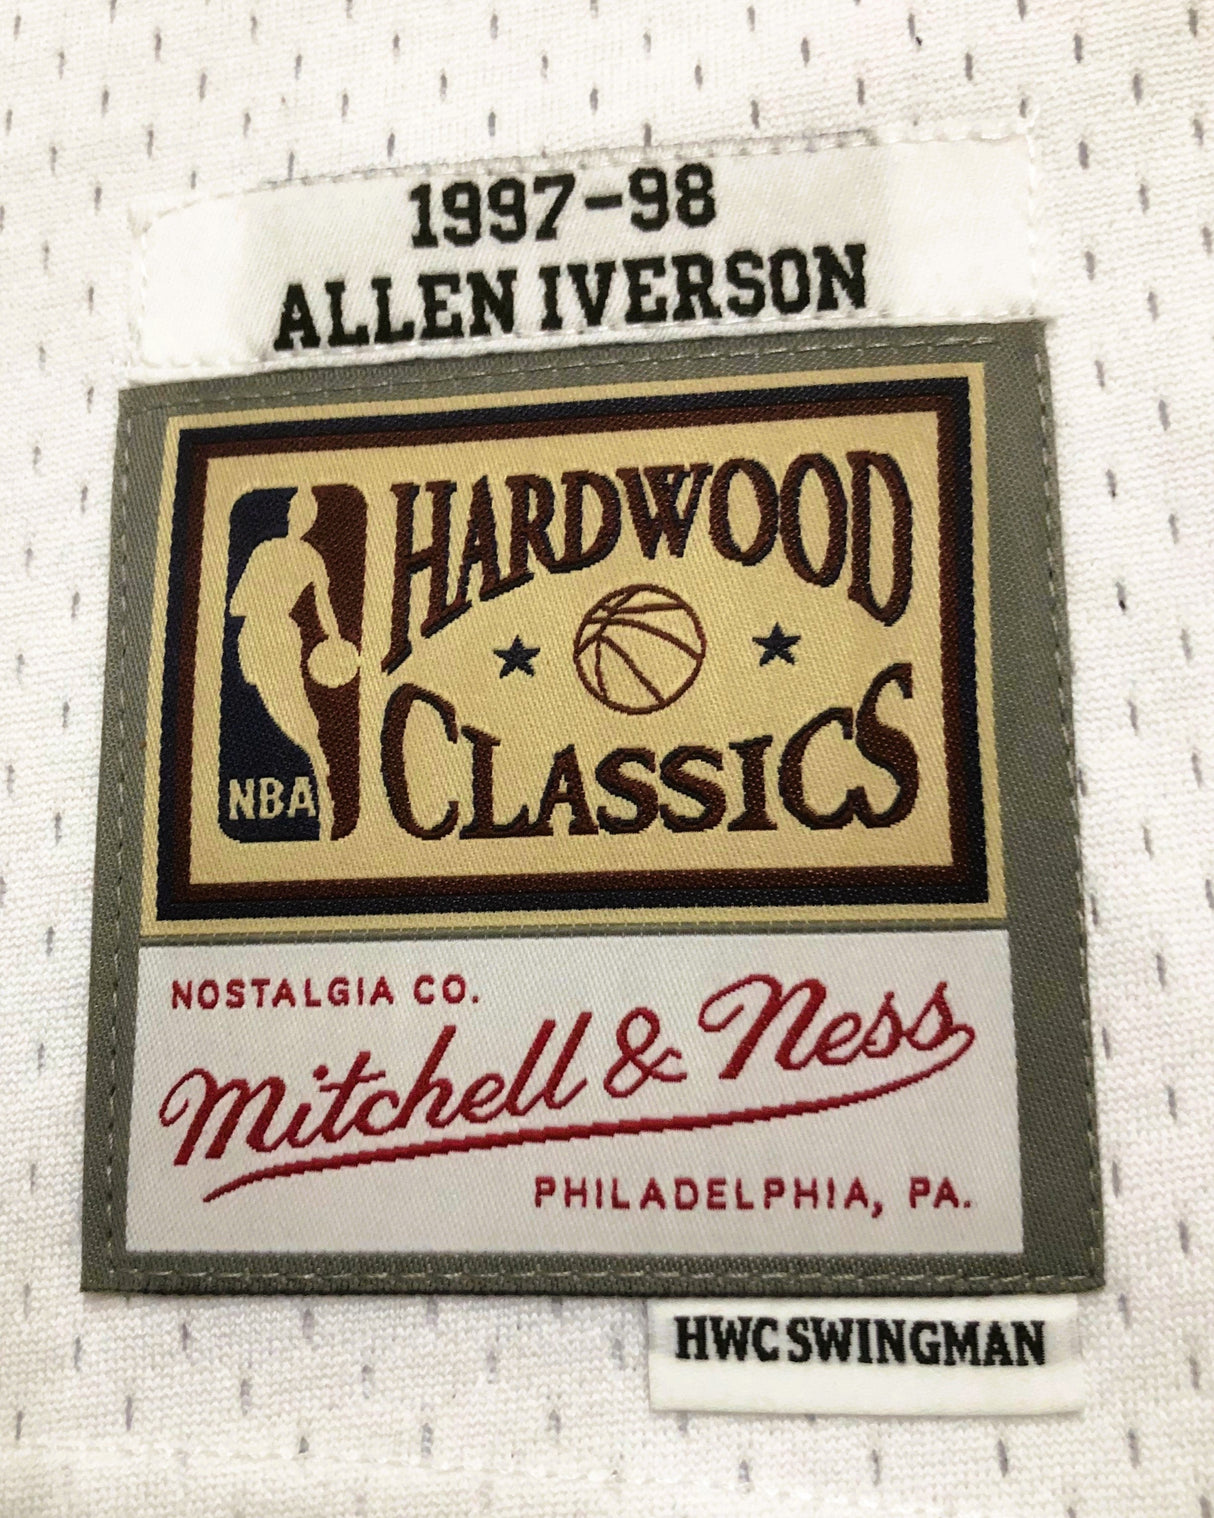 1997-98
ALLEN IVERSON
HARDWOOD
CLASSICS
NBA
NOSTALGIA CO.
Mitchell & Ness
PHILADELPHIA, PA.
HWC SWINGMAN